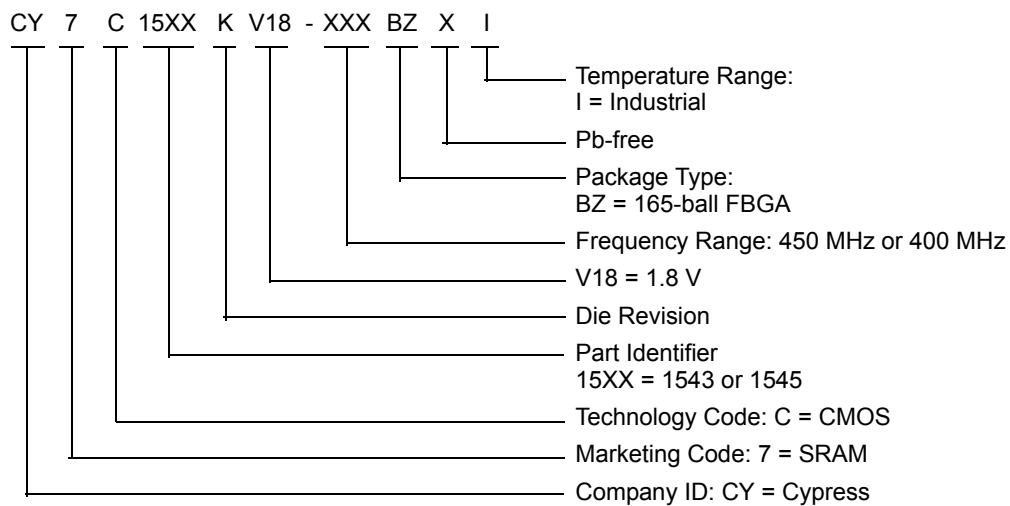 CY 7 C 15XX K V18 - XXX BZ X I
Temperature Range:
I = Industrial
Pb-free
Package Type:
BZ = 165-ball FBGA
Frequency Range: 450 MHz or 400 MHz
V18 = 1.8 V
Die Revision
Part Identifier
15XX = 1543 or 1545
Technology Code: C = CMOS
Marketing Code: 7 = SRAM
Company ID: CY = Cypress